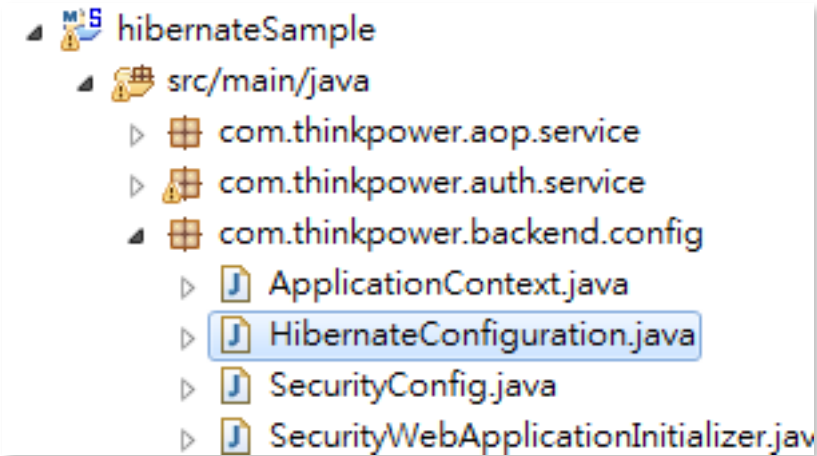 hibernateSample
src/main/java
com.thinkpower.aop.service
com.thinkpower.auth.service
com.thinkpower.backend.config
ApplicationContext.java
HibernateConfiguration.java
SecurityConfig.java
SecurityWebApplicationInitializer.jav